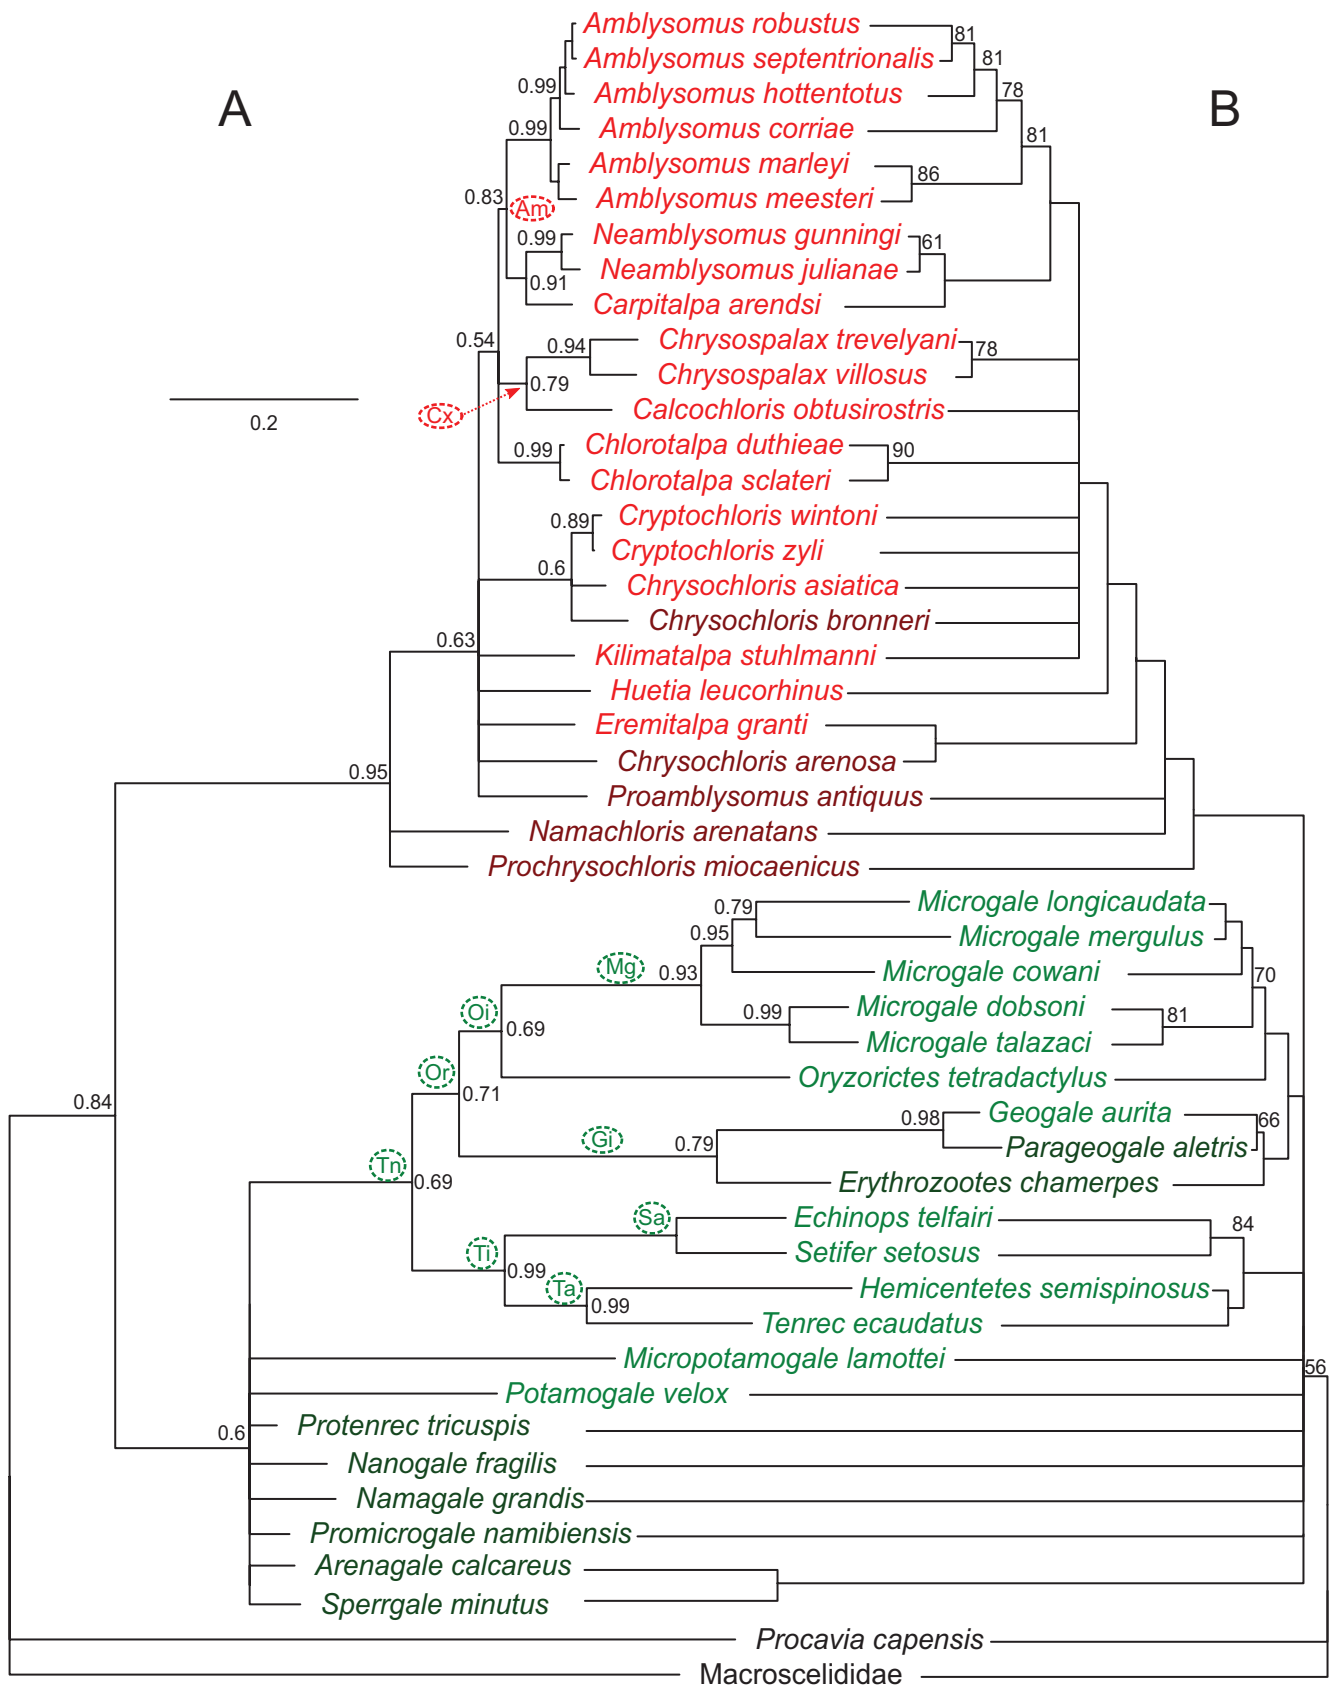 A
B
Amblysomus robustus
81
Amblysomus septentrionalis
81
0.99
Amblysomus hottentotus
78
0.99
Amblysomus corriae
81
Amblysomus marleyi
86
0.83
Am
Amblysomus meesteri
0.99
Neamblysomus gunningi
61
Neamblysomus julianae
0.91
Carpitalpa arendsi
0.54
0.94
Chrysospalax trevelyani
78
0.79
Chrysospalax villosus
Cx
0.2
Calcochloris obtusirostris
0.99
Chlorotalpa duthieae
90
Chlorotalpa sclateri
0.89
Cryptochloris wintoni
Cryptochloris zyli
0.6
Chrysochloris asiatica
Chrysochloris bronneri
0.63
Kilimatalpa stuhlmanni
Huetia leucorhinus
Eremitalpa granti
0.95
Chrysochloris arenosa
Proamblysomus antiquus
Namachloris arenatans
Prochrysochloris miocaenicus
0.79
Microgale longicaudata
0.95
Microgale mergulus
Mg
0.93
Microgale cowani
70
Oi
0.99
Microgale dobsoni
81
0.69
Microgale talazaci
Or
Oryzorictes tetradactylus
0.84
0.71
0.98
Geogale aurita
66
Gi
0.79
Parageogale aletris
Tn
0.69
Erythrozootes chamerpes
Sa
Echinops telfairi
84
Ti
Setifer setosus
0.99
Ta
Hemicentetes semispinosus
0.99
Tenrec ecaudatus
Micropotamogale lamottei
56
Potamogale velox
0.6
Protenrec tricuspis
Nanogale fragilis
Namagale grandis
Promicrogale namibiensis
Arenagale calcareus
Sperrgale minutus
Procavia capensis
Macroscelididae